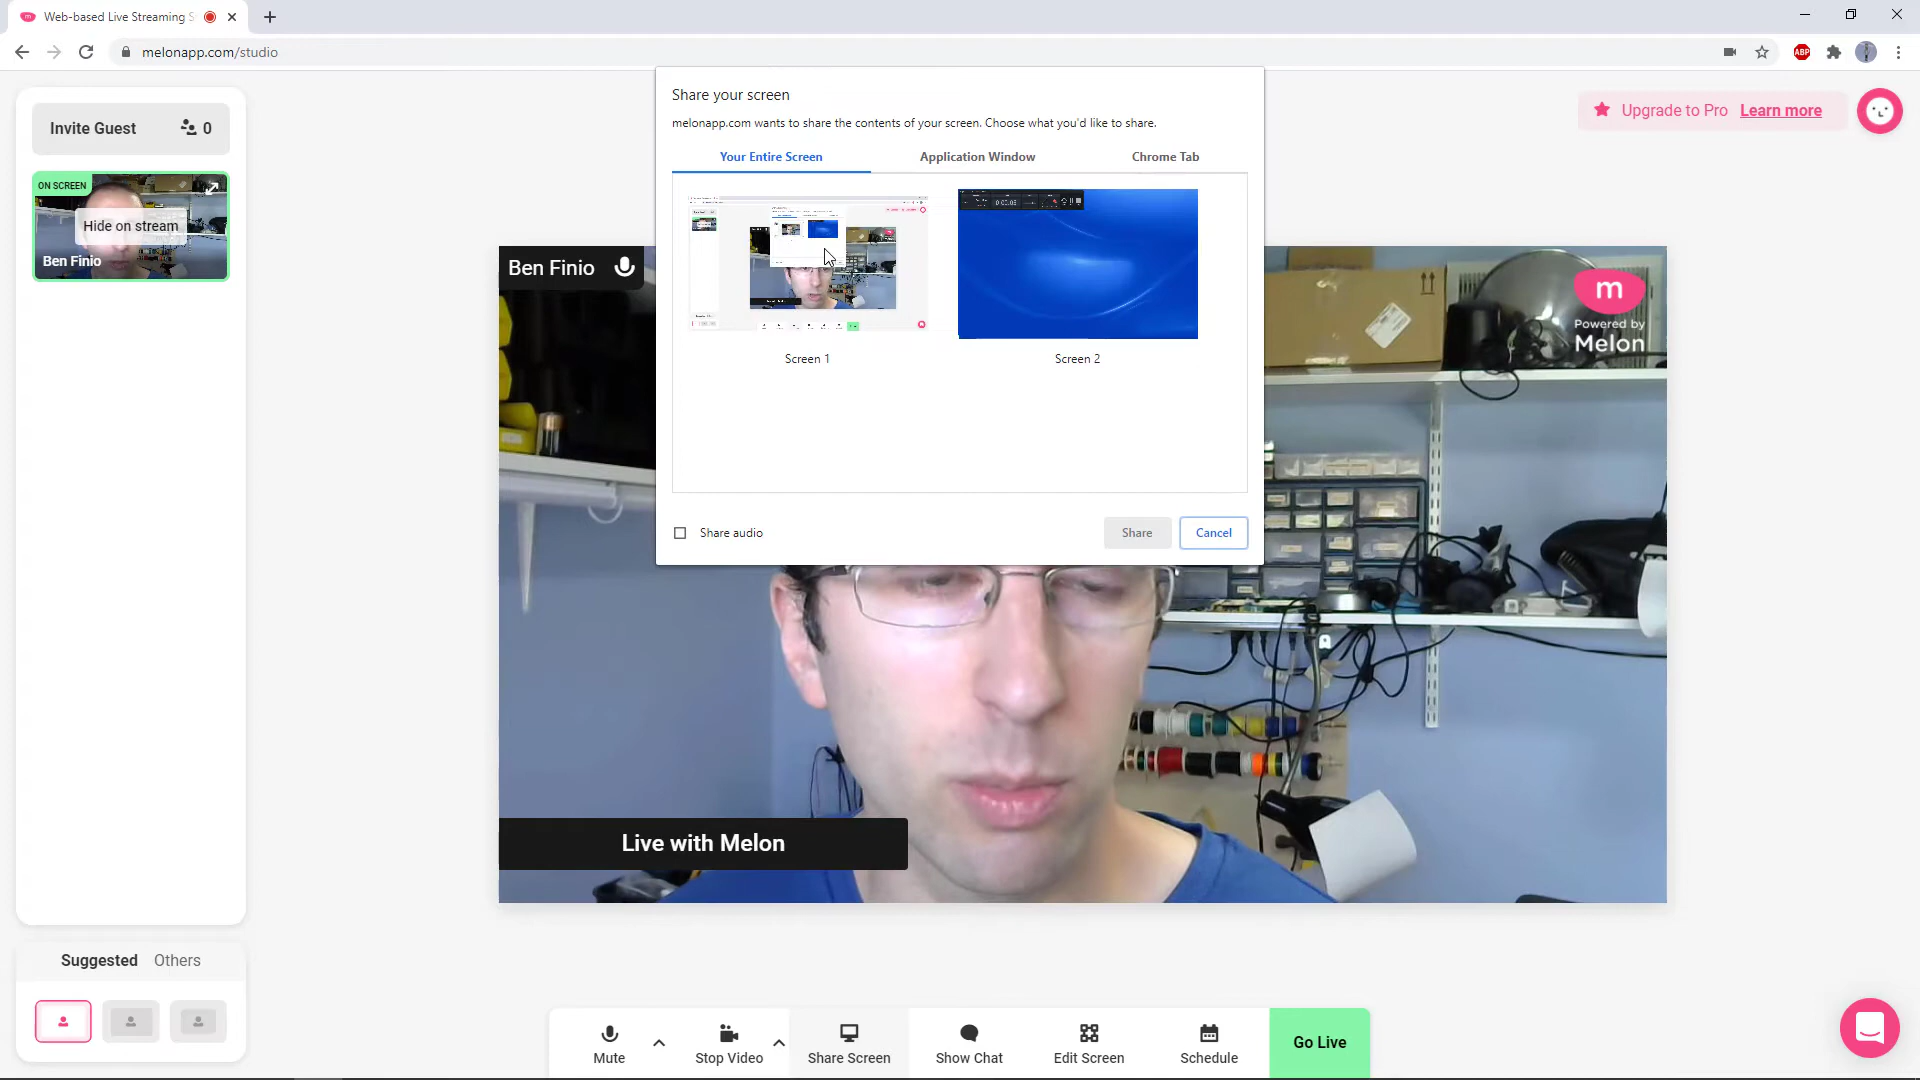 Web-based Live Streaming S
melonapp.com/studio
ABP
Share your screen
melonapp.com wants to share the contents of your screen. Choose what you'd like to share.
Your Entire Screen
Application Window
Chrome Tab
Screen 1
Screen 2
Share audio
Share
Cancel
Invite Guest
0
ON SCREEN
Hide on stream
Ben Finio
Upgrade to Pro Learn more
Ben Finio
m
Powered by
Melon
Live with Melon
Suggested
Others
Mute
Stop Video
Share Screen
Show Chat
Edit Screen
Schedule
Go Live